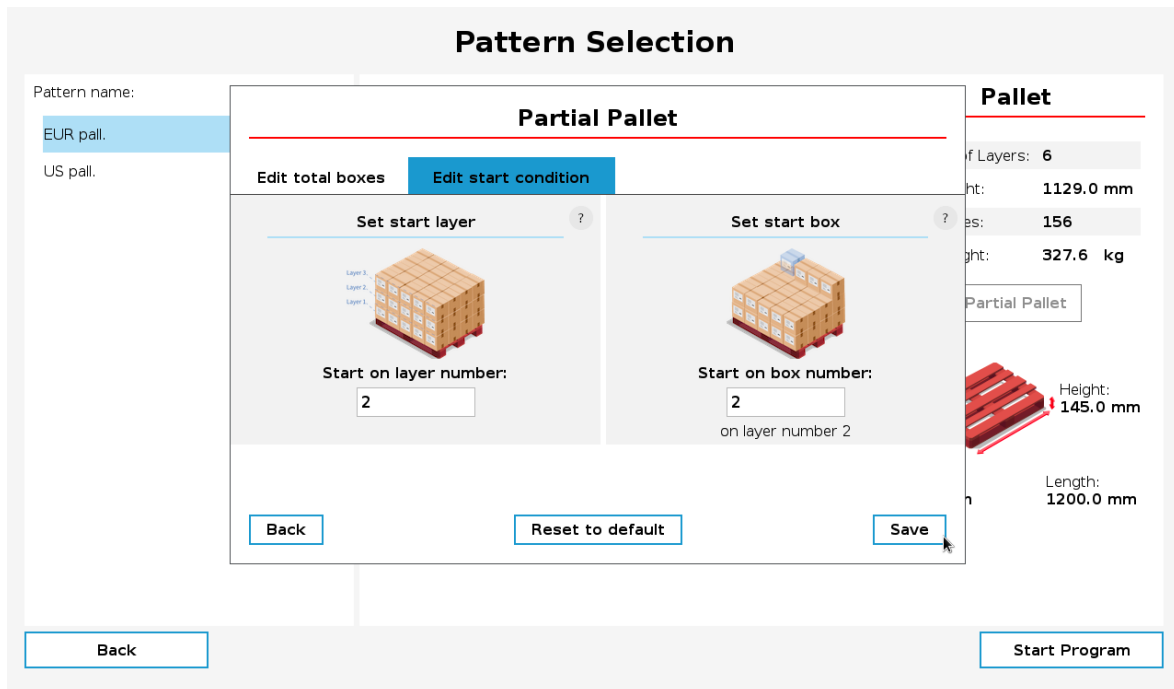 Pattern Selection
Pattern name:
EUR pall.
US pall.
Partial Pallet
Edit total boxes
Edit start condition
Set start layer
?
Layer 3.
Layer 2.
Layer 1.
Start on layer number:
2
Set start box
?
Start on box number:
2
on layer number 2
Back
Reset to default
Save
Pallet
f Layers: 6
ht: 1129.0 mm
es: 156
ght: 327.6 kg
Partial Pallet
Height:
145.0 mm
Length:
1200.0 mm
Back
Start Program